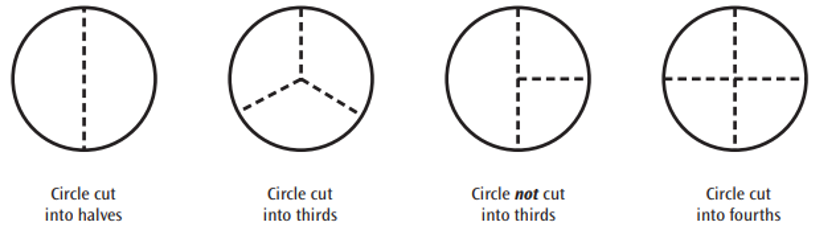 Circle cut
into halves
Circle cut
into thirds
Circle not cut
into thirds
Circle cut
into fourths